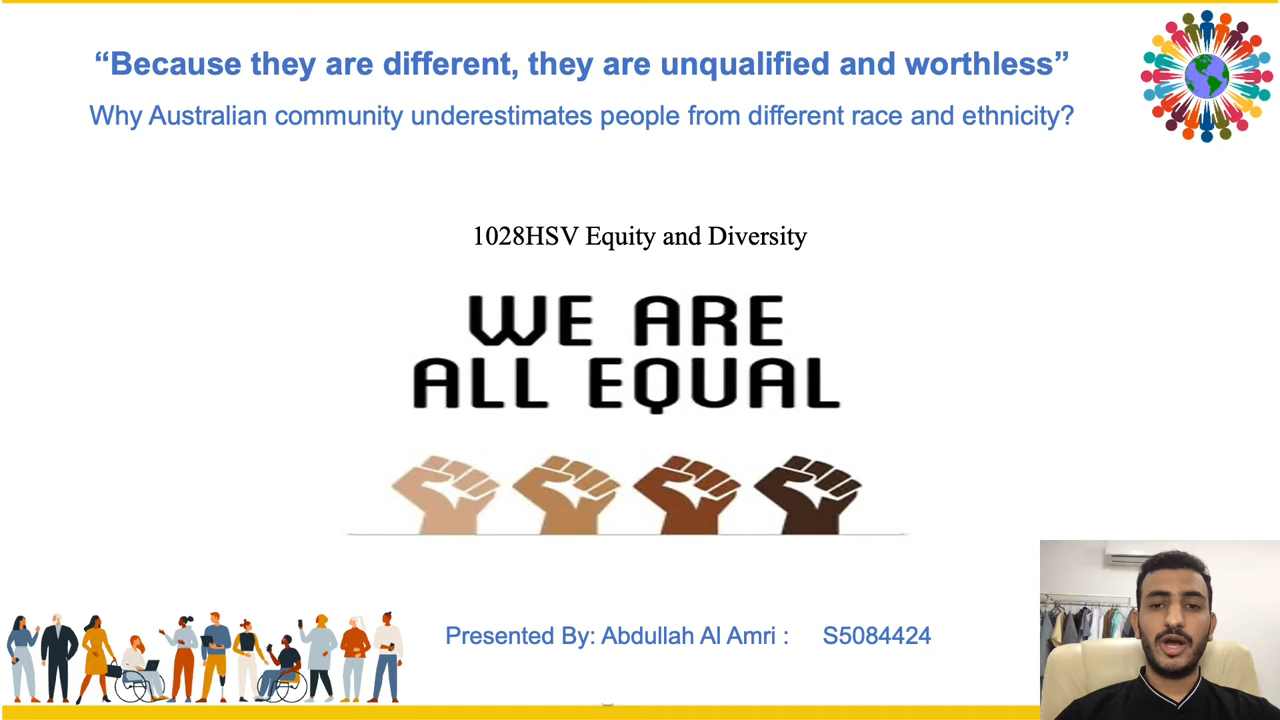 “Because they are different, they are unqualified and worthless”
Why Australian community underestimates people from different race and ethnicity?
1028HSV Equity and Diversity
WE ARE
ALL EQUAL
Presented By: Abdullah Al Amri : S5084424